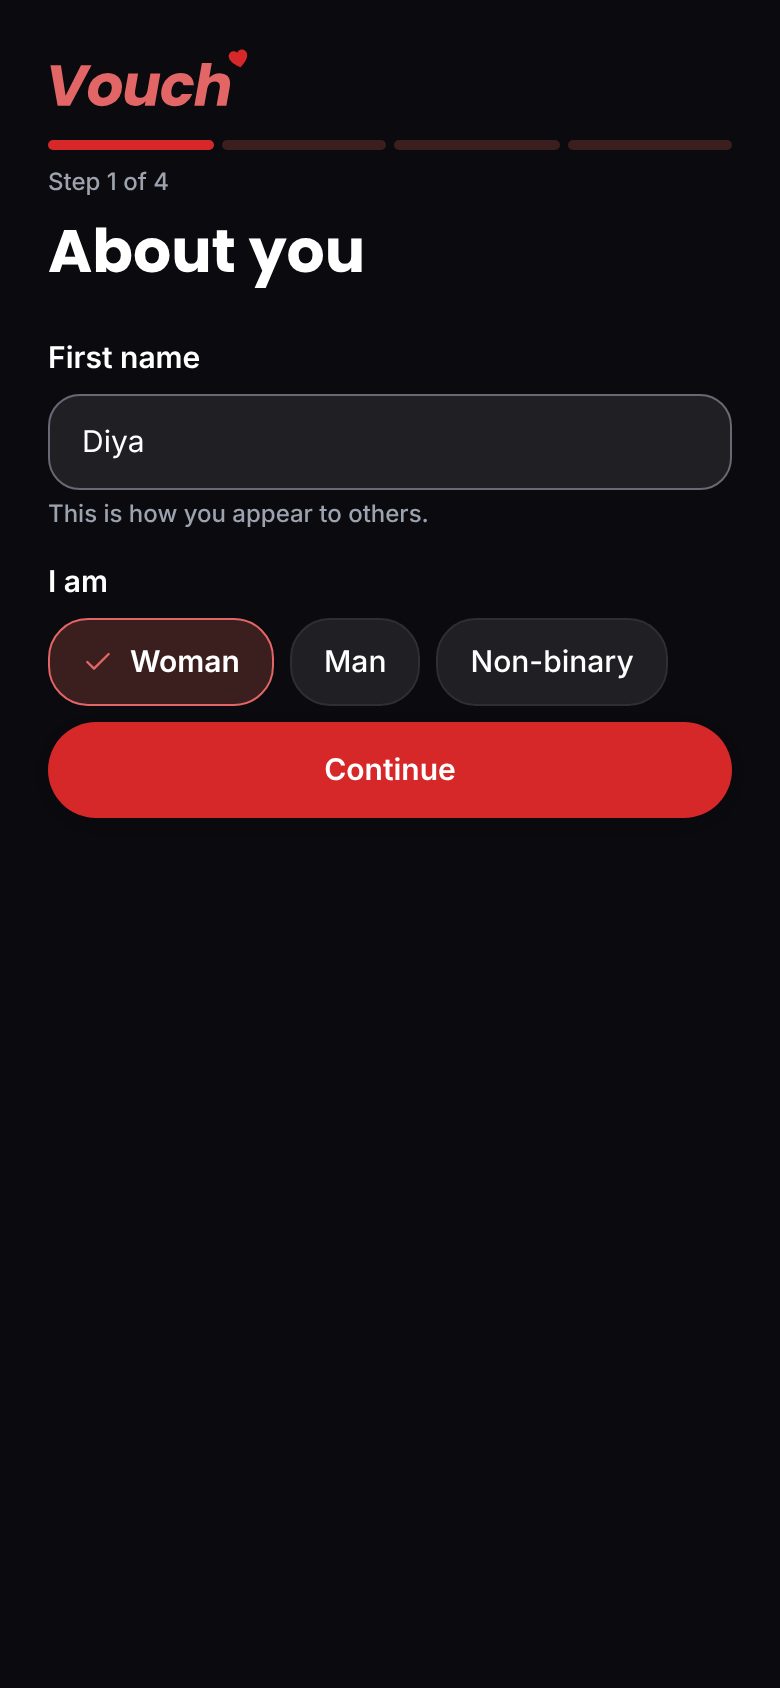 Vouch
Step 1 of 4
About you
First name
Diya
This is how you appear to others.
I am
Woman Man Non-binary
Continue